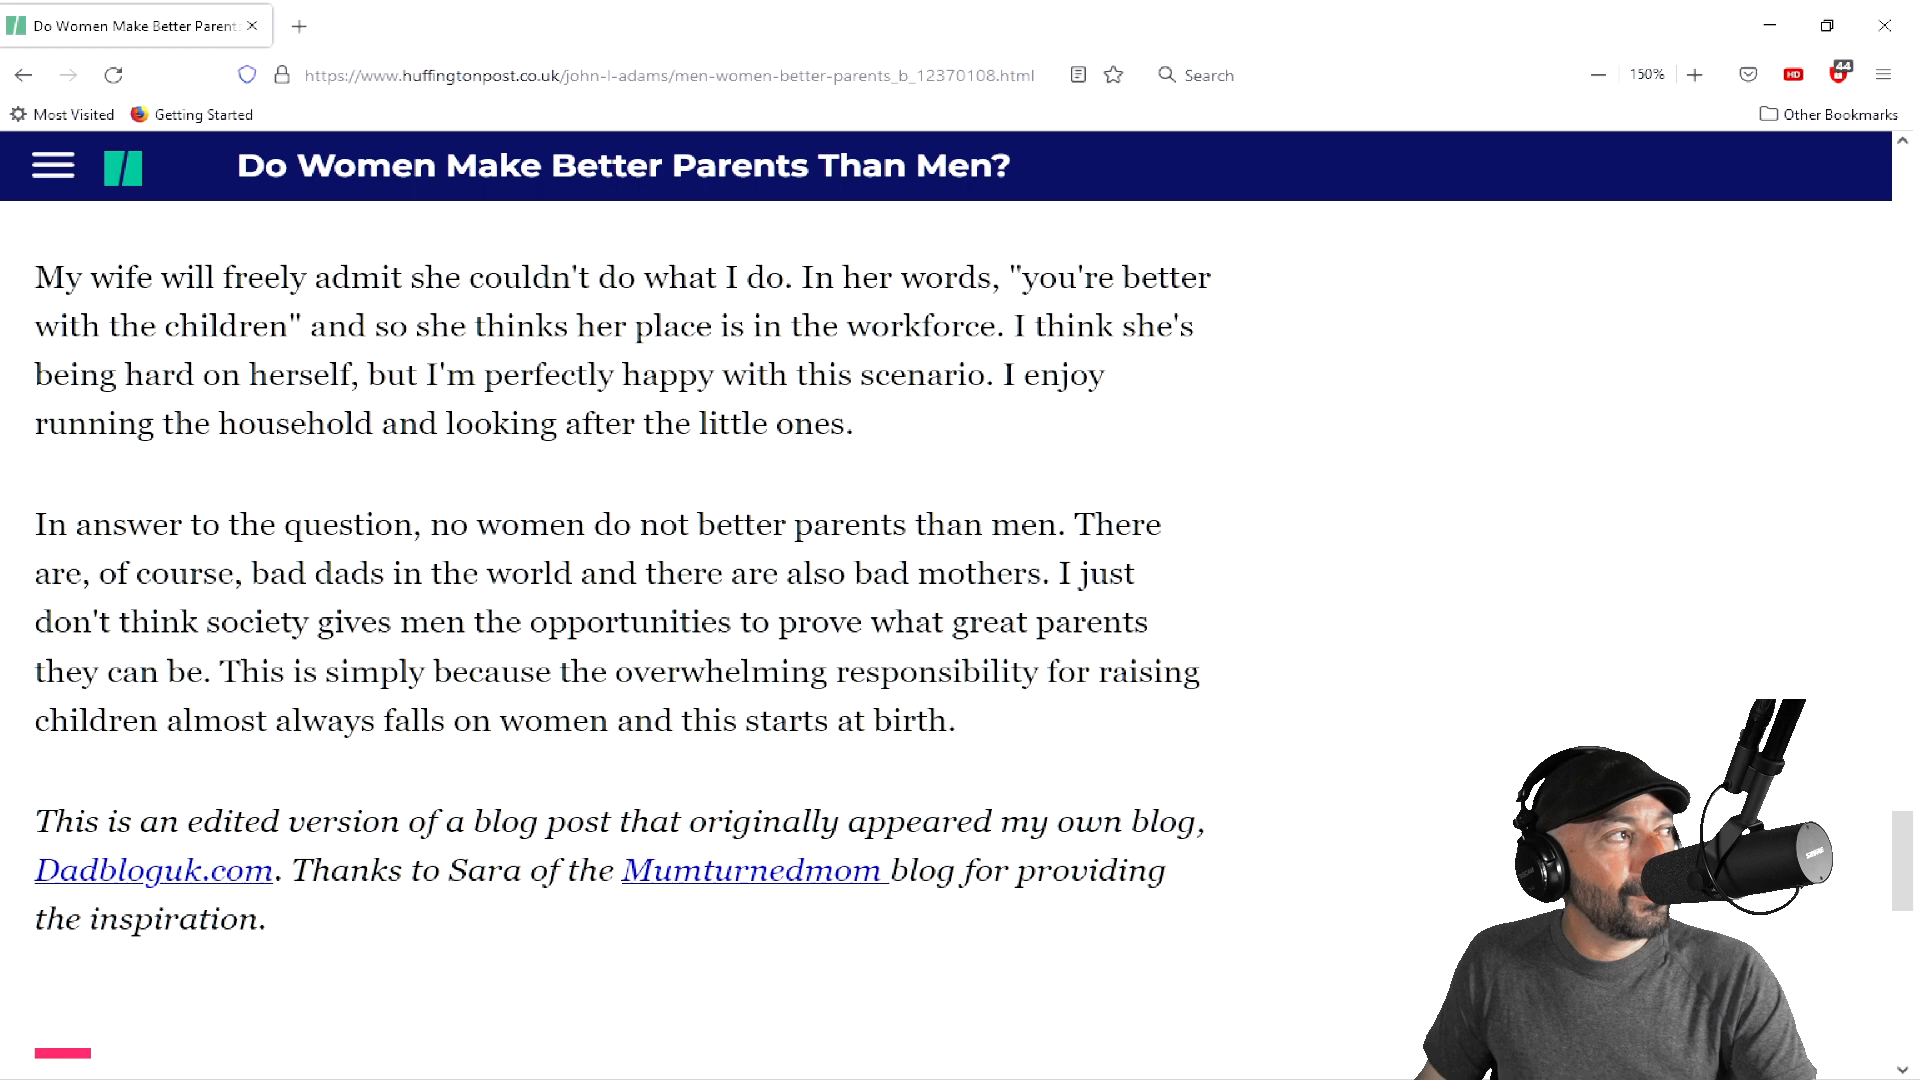 Do Women Make Better Parent
https://www.huffingtonpost.co.uk/john-l-adams/men-women-better-parents_b_12370108.html
Search
150%
HD
44
Most Visited
Getting Started
Other Bookmarks
Do Women Make Better Parents Than Men?
My wife will freely admit she couldn't do what I do. In her words, "you're better
with the children" and so she thinks her place is in the workforce. I think she's
being hard on herself, but I'm perfectly happy with this scenario. I enjoy
running the household and looking after the little ones.
In answer to the question, no women do not better parents than men. There
are, of course, bad dads in the world and there are also bad mothers. I just
don't think society gives men the opportunities to prove what great parents
they can be. This is simply because the overwhelming responsibility for raising
children almost always falls on women and this starts at birth.
This is an edited version of a blog post that originally appeared my own blog,
Dadbloguk.com. Thanks to Sara of the Mumturnedmom blog for providing
the inspiration.
SHURE